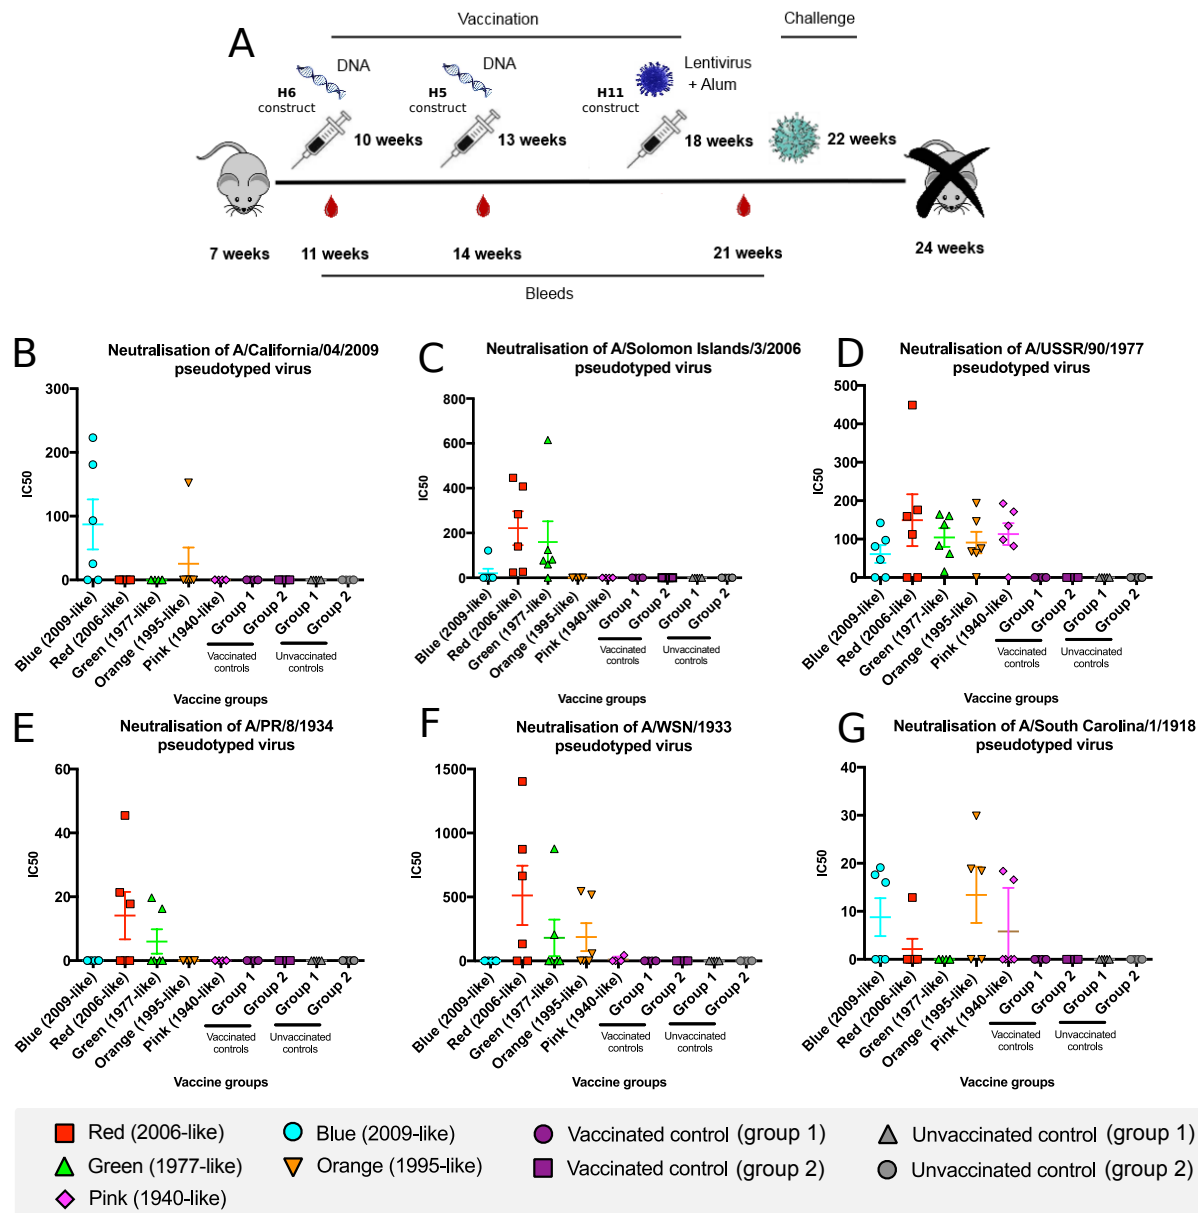 A
Vaccination
Challenge
DNA
DNA
Lentivirus
+ Alum
H6
construct
H5
construct
H11
construct
10 weeks
13 weeks
18 weeks
22 weeks
7 weeks
11 weeks
14 weeks
21 weeks
24 weeks
Bleeds
B
Neutralisation of A/California/04/2009
pseudotyped virus
300
200
100
0
IC50
Blue (2009-like)
Red (2006-like)
Green (1977-like)
Orange (1995-like)
Pink (1940-like)
Group 1
Group 2
Group 1
Group 2
Vaccinated
controls
Unvaccinated
controls
Vaccine groups
C
Neutralisation of A/Solomon Islands/3/2006
pseudotyped virus
800
600
400
200
0
IC50
Blue (2009-like)
Red (2006-like)
Green (1977-like)
Orange (1995-like)
Pink (1940-like)
Group 1
Group 2
Group 1
Group 2
Vaccinated
controls
Unvaccinated
controls
Vaccine groups
D
Neutralisation of A/USSR/90/1977
pseudotyped virus
500
400
300
200
100
0
IC50
Blue (2009-like)
Red (2006-like)
Green (1977-like)
Orange (1995-like)
Pink (1940-like)
Group 1
Group 2
Group 1
Group 2
Vaccinated
controls
Unvaccinated
controls
Vaccine groups
E
Neutralisation of A/PR/8/1934
pseudotyped virus
60
40
20
0
IC50
Blue (2009-like)
Red (2006-like)
Green (1977-like)
Orange (1995-like)
Pink (1940-like)
Group 1
Group 2
Group 1
Group 2
Vaccinated
controls
Unvaccinated
controls
Vaccine groups
F
Neutralisation of A/WSN/1933
pseudotyped virus
1500
1000
500
0
IC50
Blue (2009-like)
Red (2006-like)
Green (1977-like)
Orange (1995-like)
Pink (1940-like)
Group 1
Group 2
Group 1
Group 2
Vaccinated
controls
Unvaccinated
controls
Vaccine groups
G
Neutralisation of A/South Carolina/1/1918
pseudotyped virus
40
30
20
10
0
IC50
Blue (2009-like)
Red (2006-like)
Green (1977-like)
Orange (1995-like)
Pink (1940-like)
Group 1
Group 2
Group 1
Group 2
Vaccinated
controls
Unvaccinated
controls
Vaccine groups
Red (2006-like)
Blue (2009-like)
Vaccinated control (group 1)
Unvaccinated control (group 1)
Green (1977-like)
Orange (1995-like)
Vaccinated control (group 2)
Unvaccinated control (group 2)
Pink (1940-like)